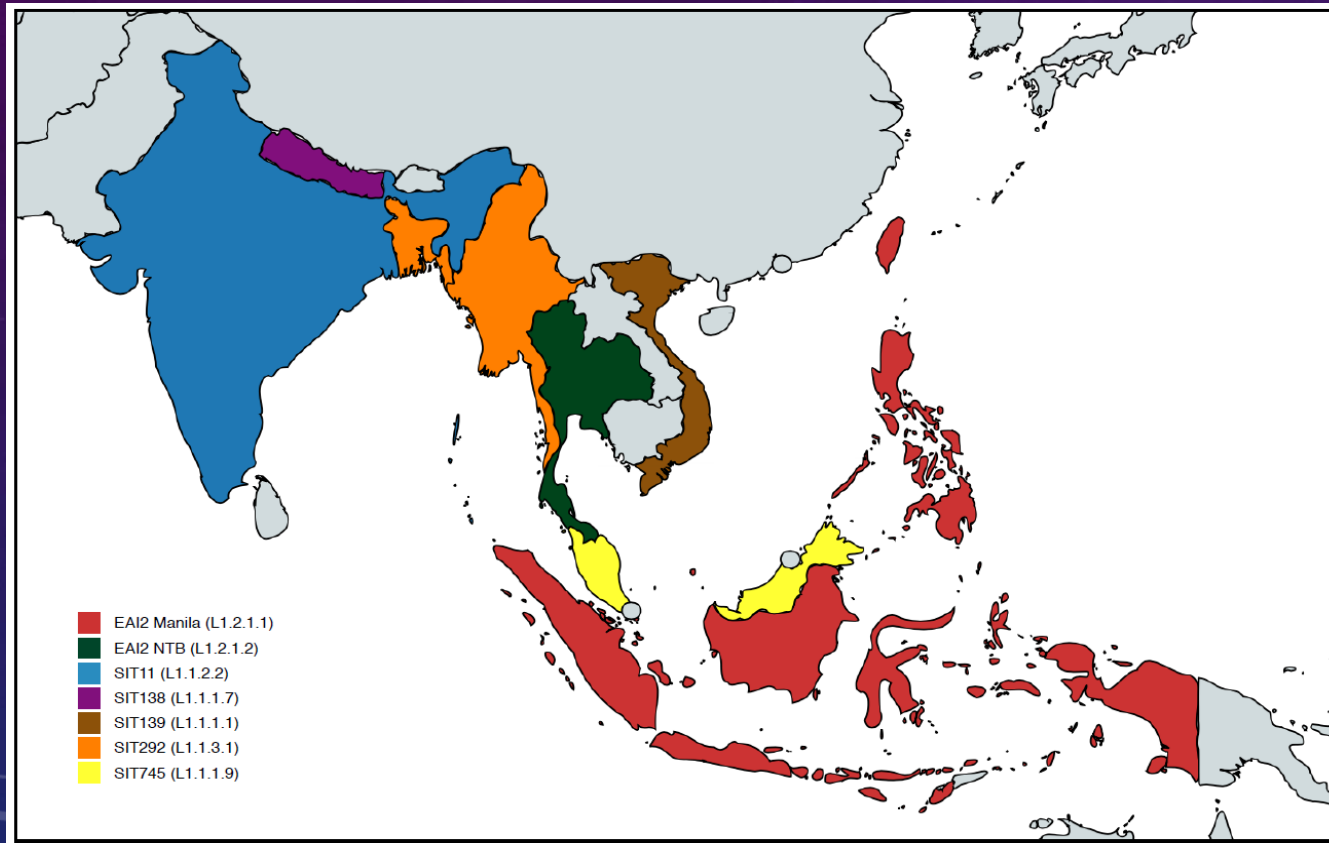 EAI2 Manila (L1.2.1.1)
EAI2 NTB (L1.2.1.2)
SIT11 (L1.1.2.2)
SIT138 (L1.1.1.7)
SIT139 (L1.1.1.1)
SIT292 (L1.1.3.1)
SIT745 (L1.1.1.9)